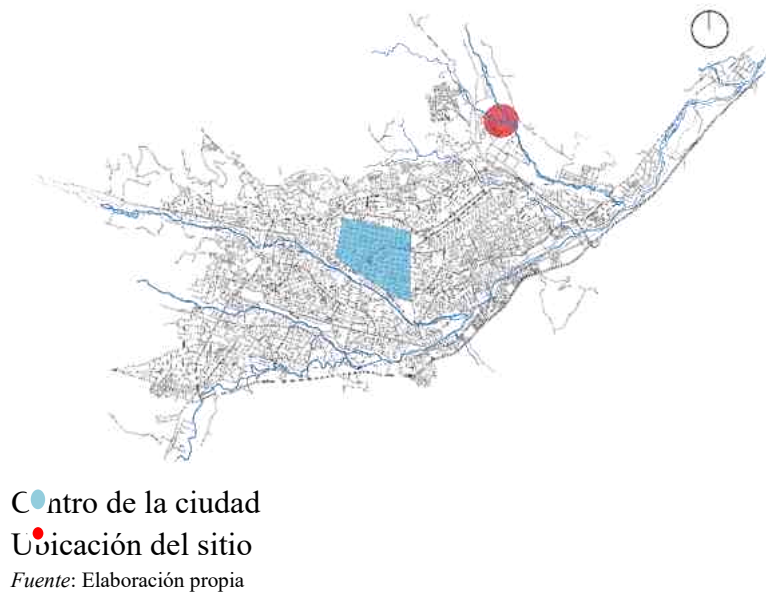 Centro de la ciudad
Ubicación del sitio
Fuente: Elaboración propia